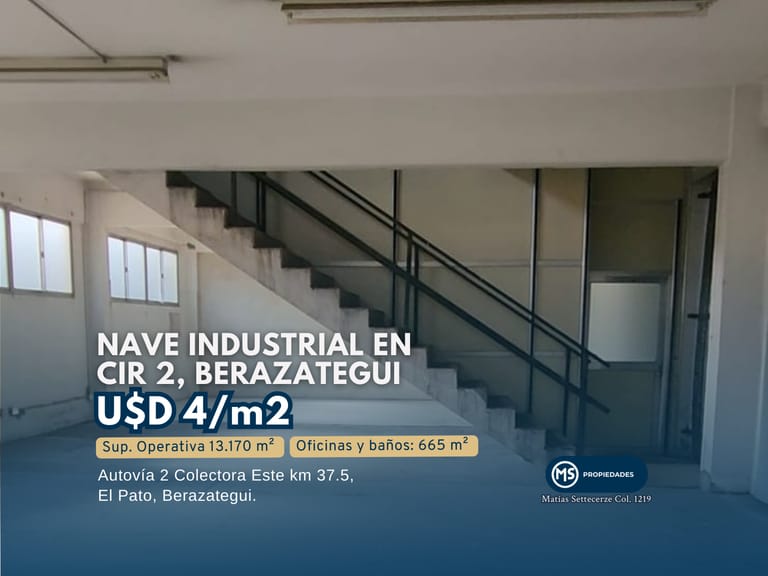 NAVE INDUSTRIAL EN
CIR 2, BERAZATEGUI
U$D 4/m2
Sup. Operativa 13.170 m²
Oficinas y baños: 665 m²
Autovía 2 Colectora Este km 37.5,
El Pato, Berazategui.
MS PROPIEDADES
Matías Settecerze Col. 1219